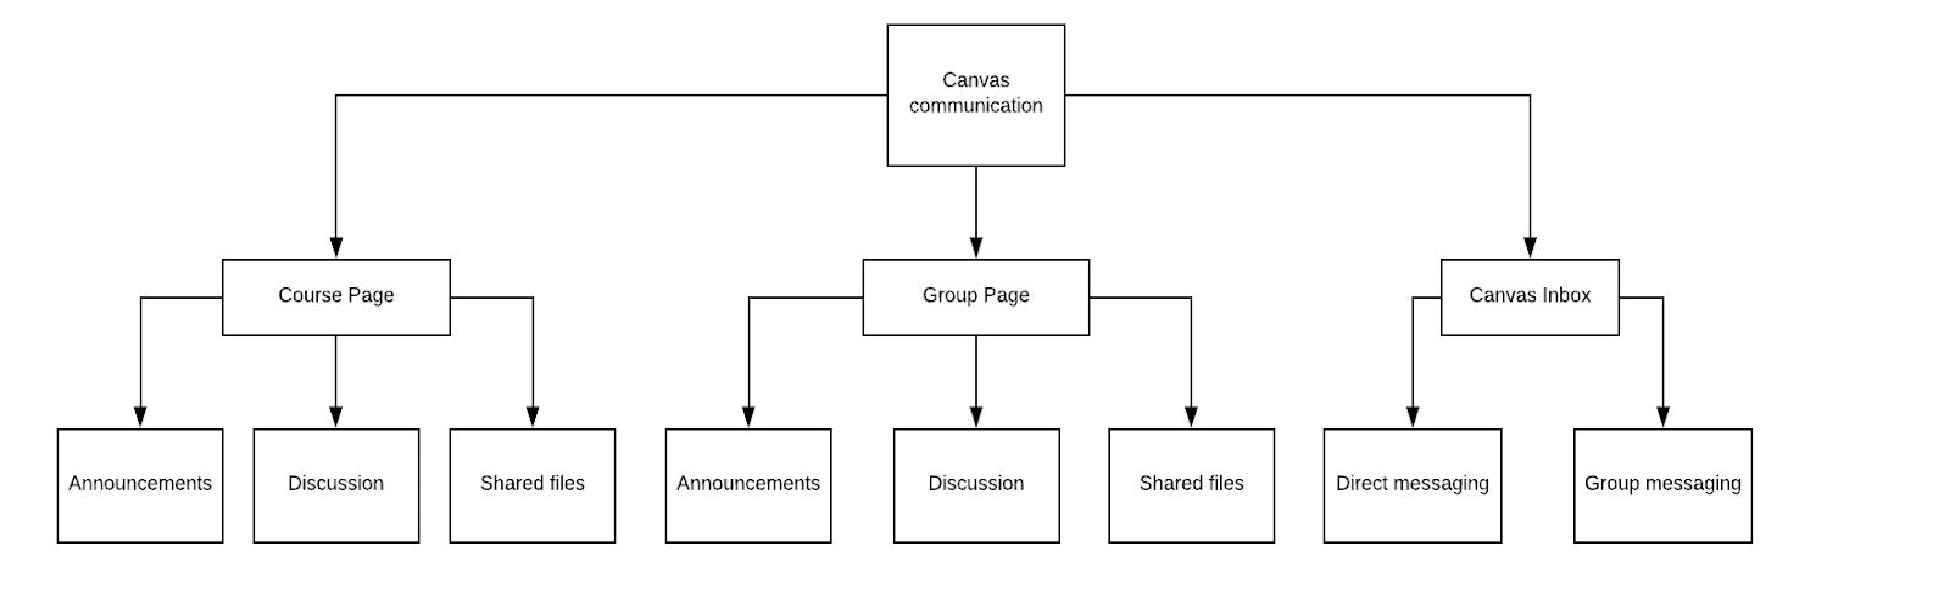 Canvas
communication
Course Page
Group Page
Canvas Inbox
Announcements
Discussion
Shared files
Announcements
Discussion
Shared files
Direct messaging
Group messaging